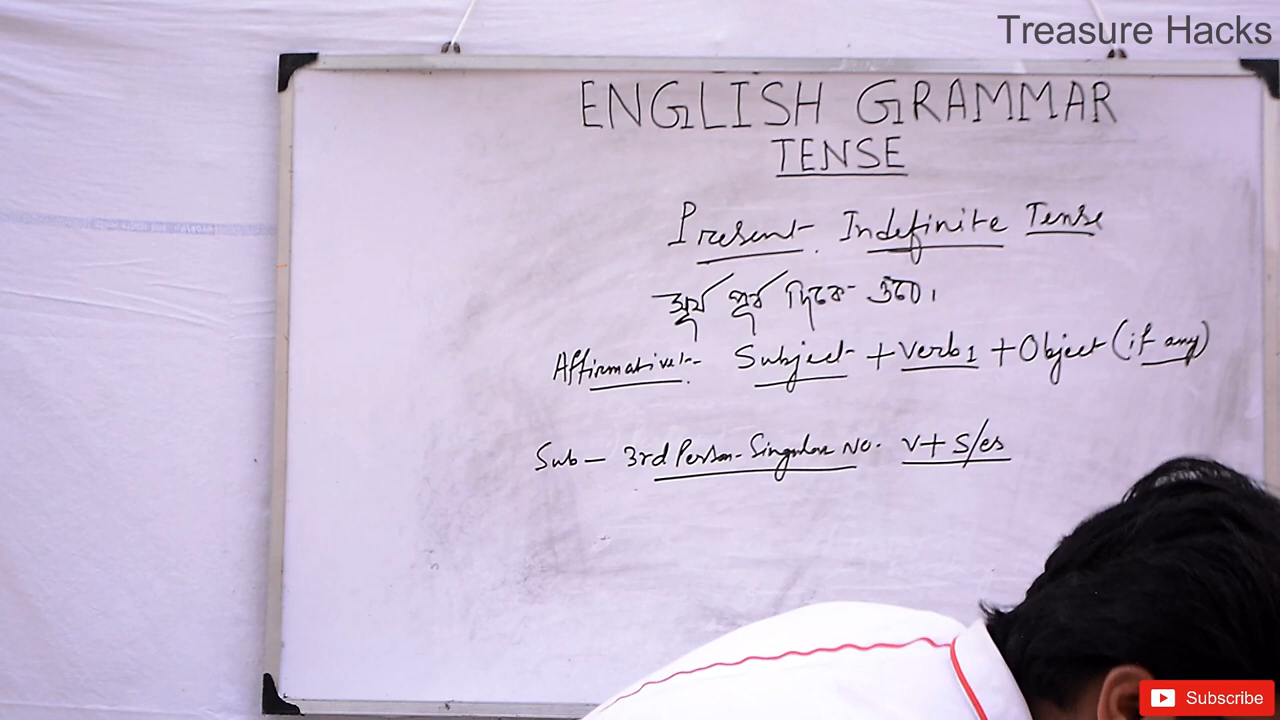 Treasure Hacks
ENGLISH GRAMMAR
TENSE
Present Indefinite Tense
সূর্য পূর্ব দিকে ওঠে।
Affirmative:- Subject + Verb1 + Object (if any)
Sub - 3rd Person - Singular No. V + S/es
Subscribe